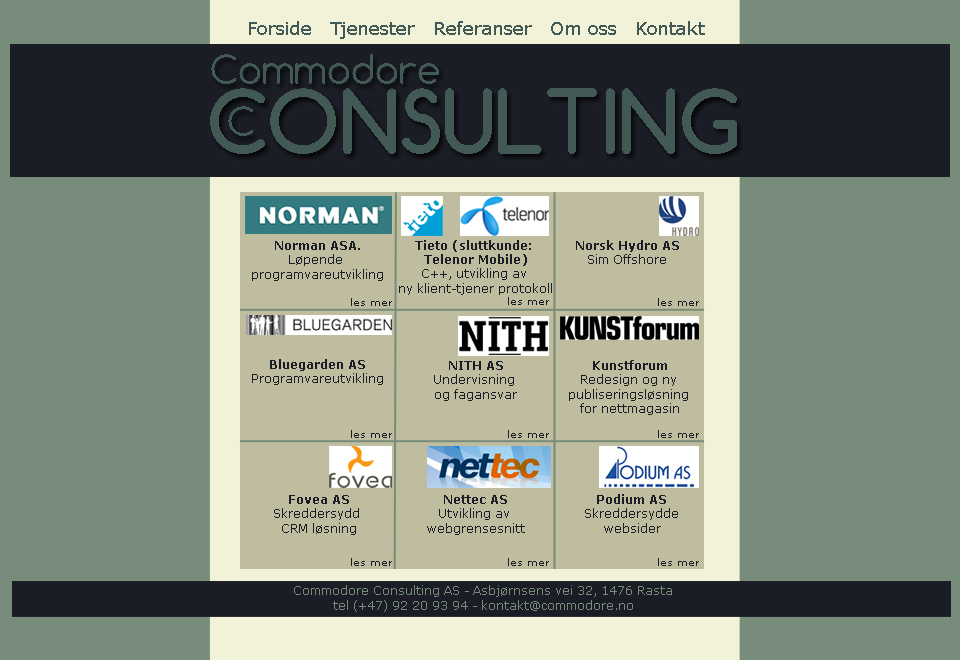 Forside Tjenester Referanser Om oss Kontakt
Commodore
CONSULTING
NORMAN®
Norman ASA.
Løpende
programvareutvikling
les mer
tieto telenor
Tieto (sluttkunde:
Telenor Mobile)
C++, utvikling av
ny klient-tjener protokoll
les mer
HYDRO
Norsk Hydro AS
Sim Offshore
les mer
BLUEGARDEN
Bluegarden AS
Programvareutvikling
les mer
NITH
NITH AS
Undervisning
og fagansvar
les mer
KUNSTforum
Kunstforum
Redesign og ny
publiseringsløsning
for nettmagasin
les mer
fovea
Fovea AS
Skreddersydd
CRM løsning
les mer
nettec
Nettec AS
Utvikling av
webgrensesnitt
les mer
PODIUM AS
Podium AS
Skreddersydde
websider
les mer
Commodore Consulting AS - Asbjørnsens vei 32, 1476 Rasta
tel (+47) 92 20 93 94 - kontakt@commodore.no